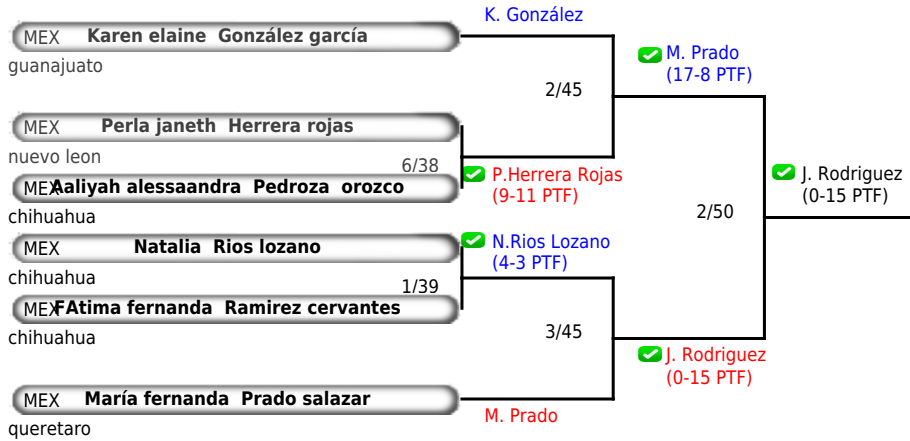 K. González
MEX Karen elaine González garcía
guanajuato
M. Prado
(17-8 PTF)
2/45
MEX Perla janeth Herrera rojas
nuevo leon
6/38
P.Herrera Rojas
(9-11 PTF)
MEX Aaliyah alessaandra Pedroza orozco
chihuahua
J. Rodriguez
(0-15 PTF)
2/50
MEX Natalia Rios lozano
chihuahua
N.Rios Lozano
(4-3 PTF)
1/39
MEX FAtima fernanda Ramirez cervantes
chihuahua
3/45
J. Rodriguez
(0-15 PTF)
MEX María fernanda Prado salazar
queretaro
M. Prado